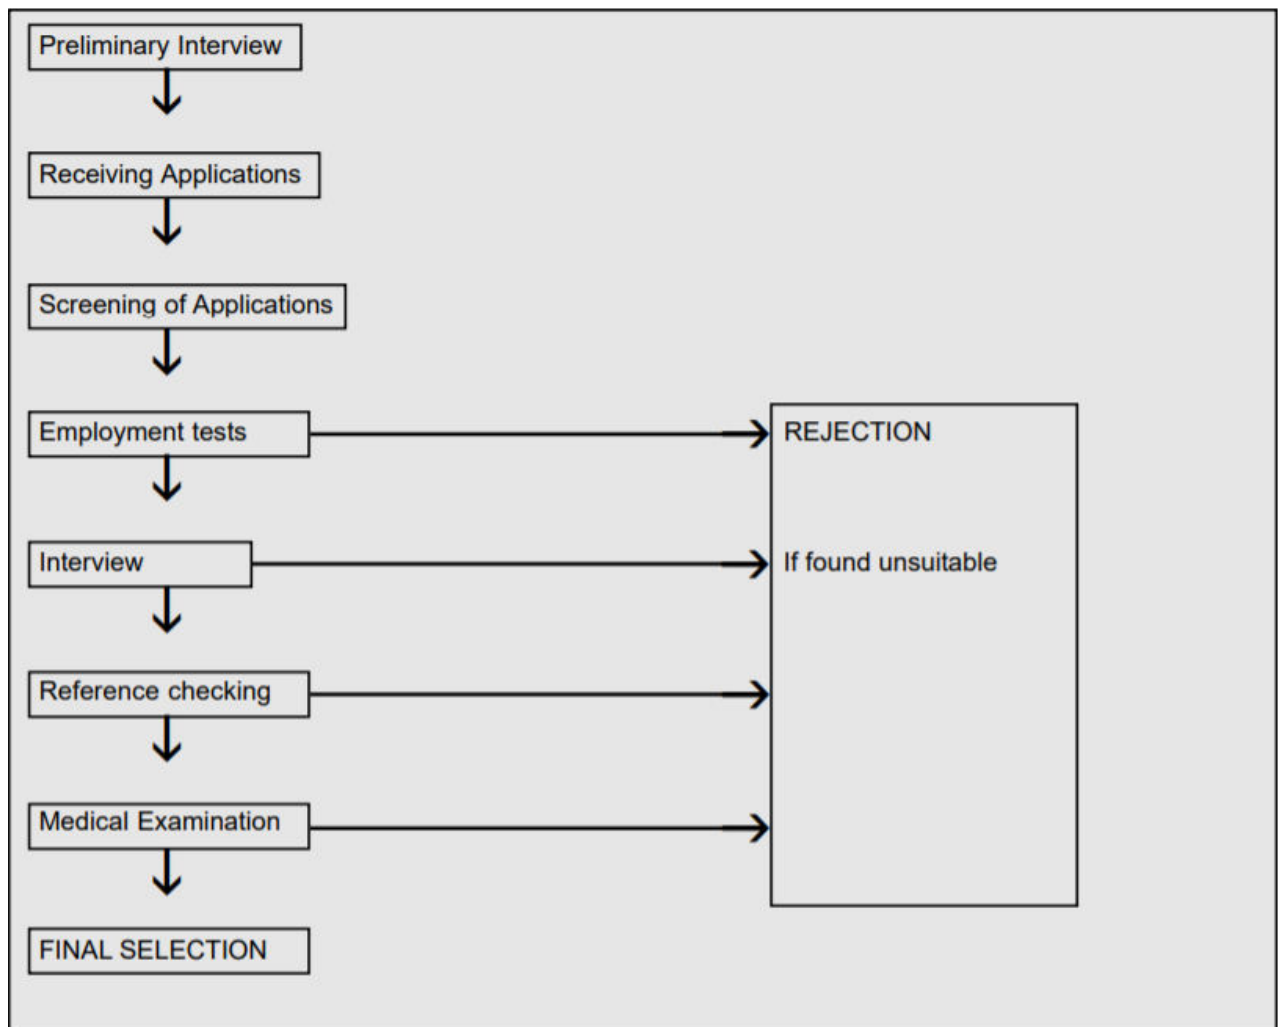 Preliminary Interview
Receiving Applications
Screening of Applications
Employment tests
REJECTION
Interview
If found unsuitable
Reference checking
Medical Examination
FINAL SELECTION